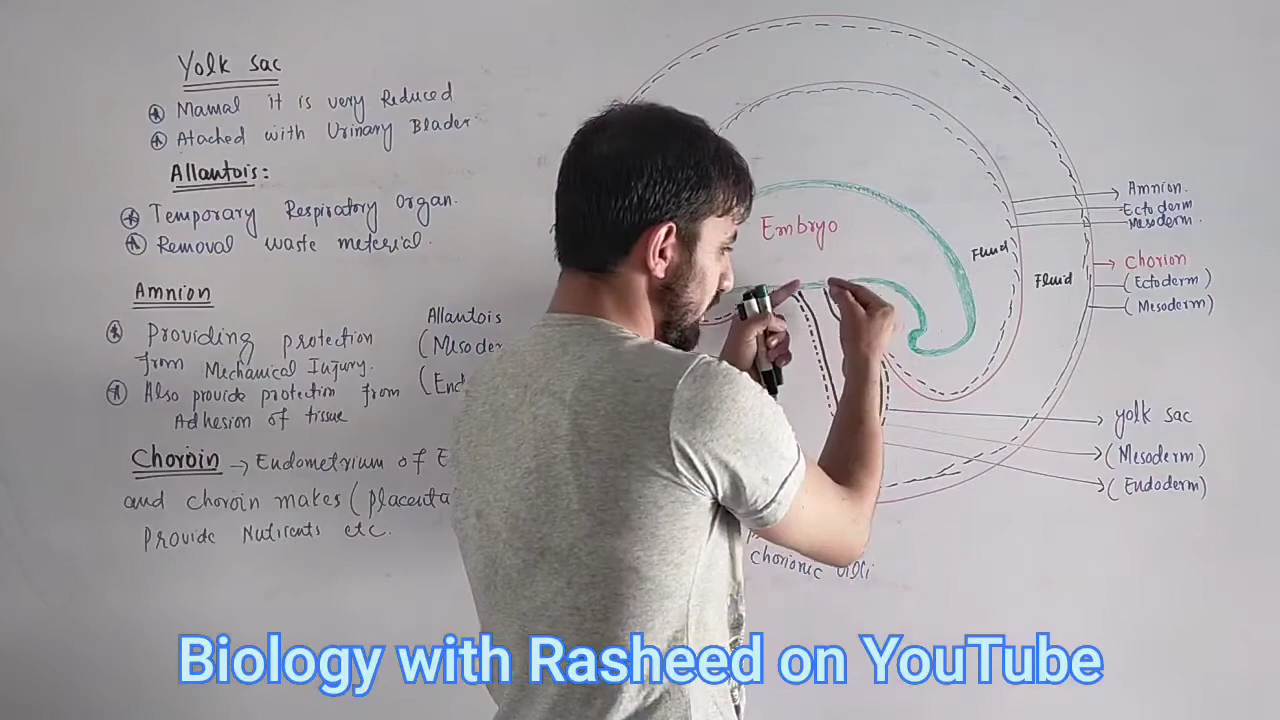 Yolk sac
Mamal it is very Reduced
Atached with Urinary Blader
Allantois:
Temporary Respiratory Organ.
Removal waste meterial.
Amnion
Providing protection
from Mechanical Injury.
Also provide protection from
Adhesion of tissue
Choroin → Endometrium of E
and choroin makes (placenta
Provide Nutirents etc.
Allantois
(Mesoder
(End
Embryo
Fluid
Fluid
Amnion.
Ectoderm
Mesoderm.
Chorion
(Ectoderm)
(Mesoderm)
yolk sac
(Mesoderm)
(Endoderm)
chorionic villi
Biology with Rasheed on YouTube